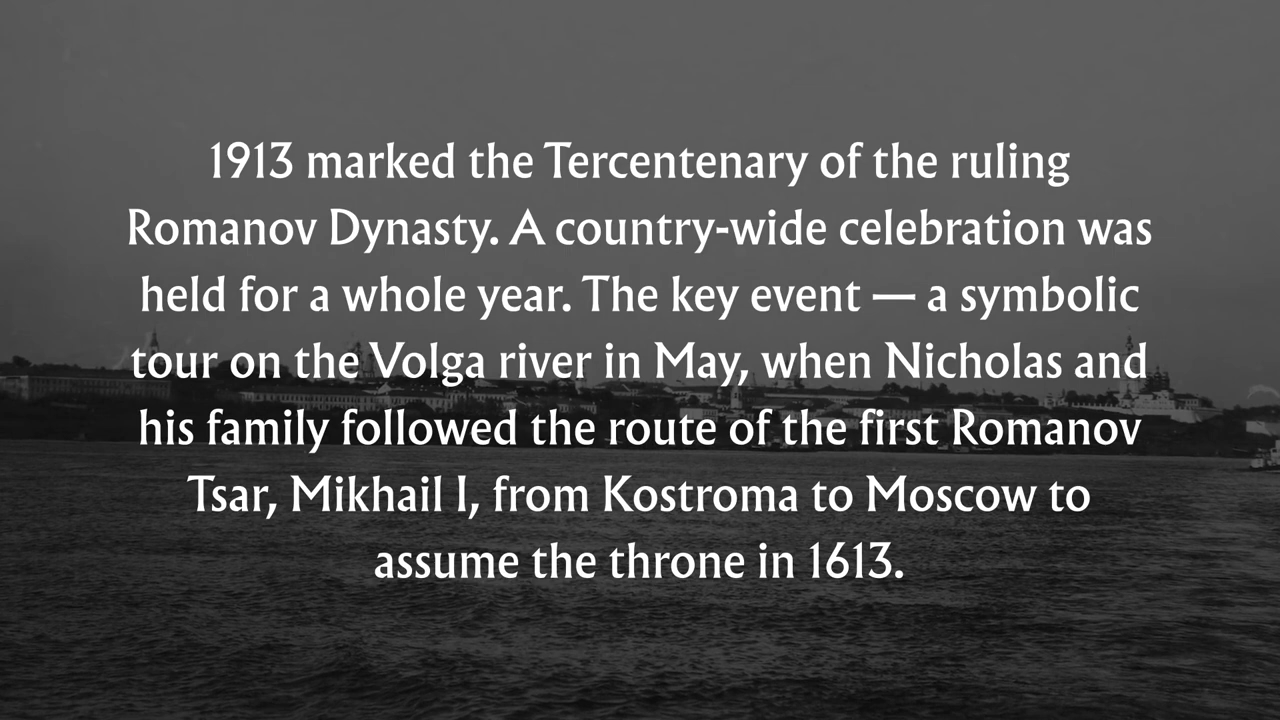 1913 marked the Tercentenary of the ruling
Romanov Dynasty. A country-wide celebration was
held for a whole year. The key event — a symbolic
tour on the Volga river in May, when Nicholas and
his family followed the route of the first Romanov
Tsar, Mikhail I, from Kostroma to Moscow to
assume the throne in 1613.